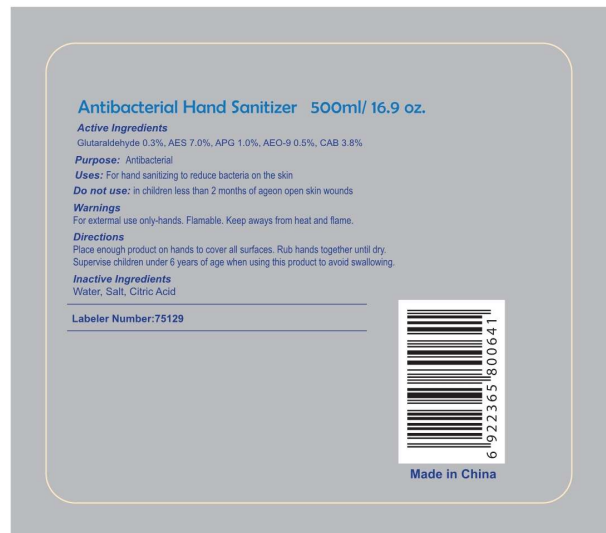 Antibacterial Hand Sanitizer 500ml/ 16.9 oz.
Active Ingredients
Glutaraldehyde 0.3%, AES 7.0%, APG 1.0%, AEO-9 0.5%, CAB 3.8%
Purpose: Antibacterial
Uses: For hand sanitizing to reduce bacteria on the skin
Do not use: in children less than 2 months of ageon open skin wounds
Warnings
For extermal use only-hands. Flamable. Keep aways from heat and flame.
Directions
Place enough product on hands to cover all surfaces. Rub hands together until dry.
Supervise children under 6 years of age when using this product to avoid swallowing.
Inactive Ingredients
Water, Salt, Citric Acid
Labeler Number:75129
6 922365 800641
Made in China